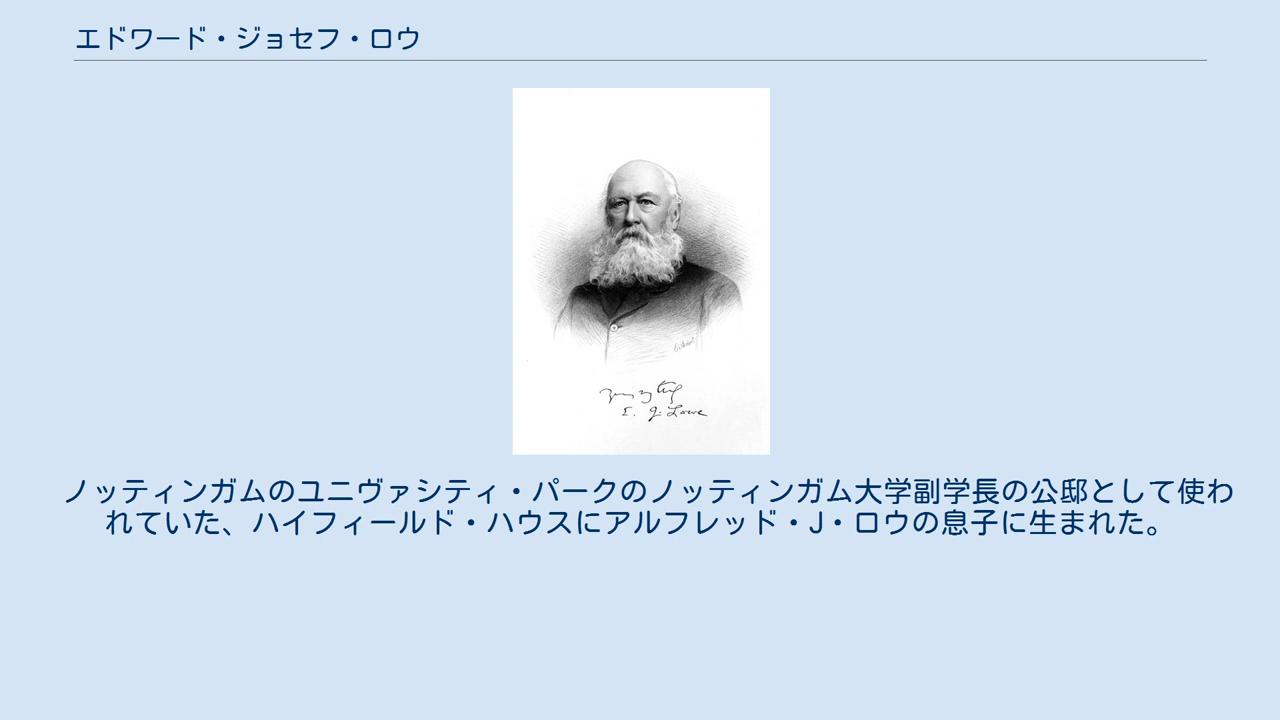 エドワード・ジョセフ・ロウ
E. J. Lowe
ノッティンガムのユニヴァシティ・パークのノッティンガム大学副学長の公邸として使わ
れていた、ハイフィールド・ハウスにアルフレッド・J・ロウの息子に生まれた。